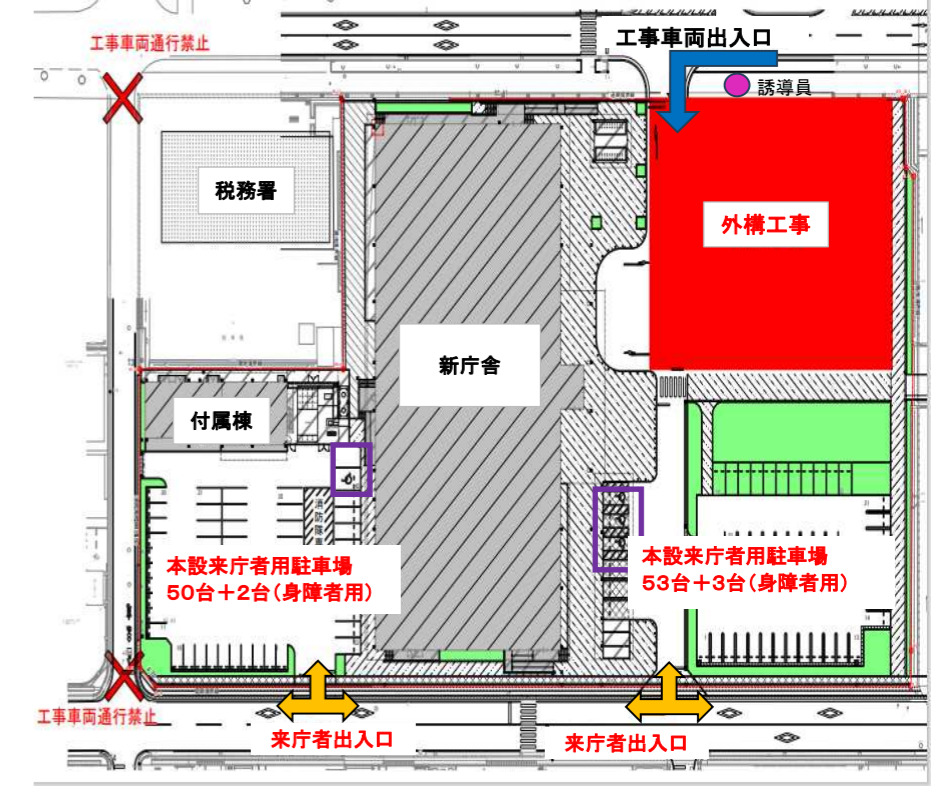 工事車両通行禁止
工事車両出入口
誘導員
税務署
外構工事
新庁舎
付属棟
消防隊
本設来庁者用駐車場
50台+2台(身障者用)
本設来庁者用駐車場
53台+3台(身障者用)
工事車両通行禁止
来庁者出入口
来庁者出入口